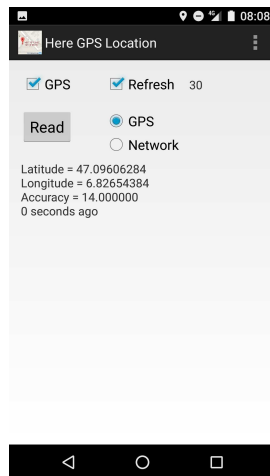 4G 08:08
Here GPS Location
GPS Refresh 30
Read
GPS
Network
Latitude = 47.09606284
Longitude = 6.82654384
Accuracy = 14.000000
0 seconds ago